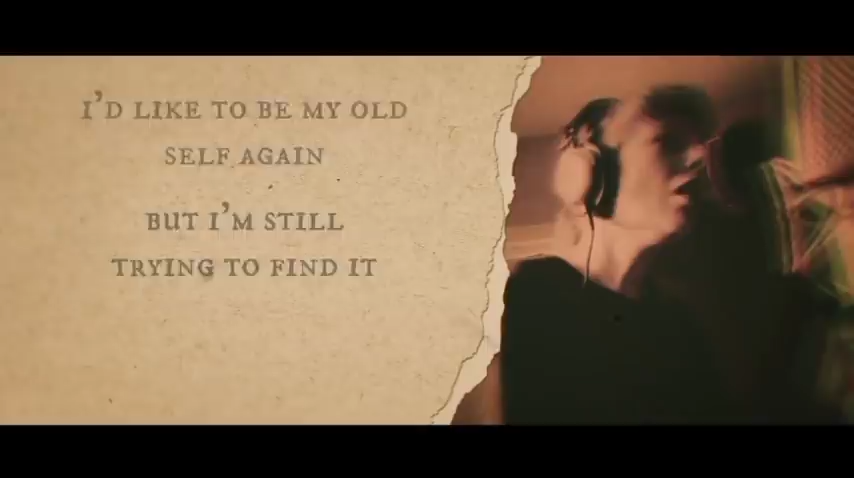 I'D LIKE TO BE MY OLD
SELF AGAIN
BUT I'M STILL
TRYING TO FIND IT